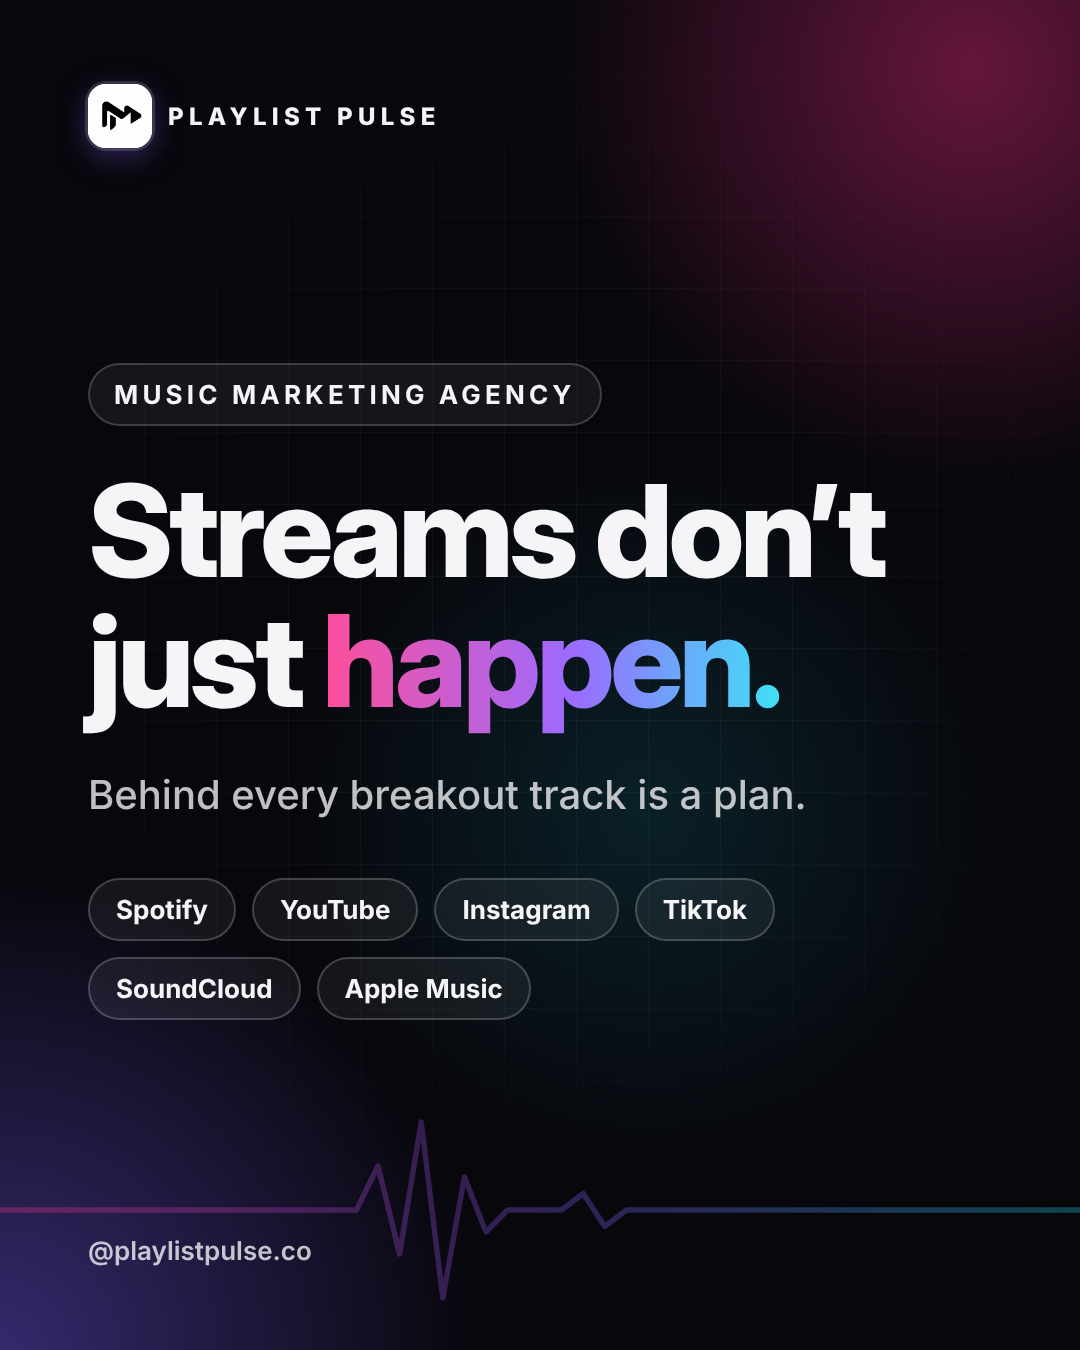 PLAYLIST PULSE
MUSIC MARKETING AGENCY
Streams don’t
just happen.
Behind every breakout track is a plan.
Spotify YouTube Instagram TikTok
SoundCloud Apple Music
@playlistpulse.co